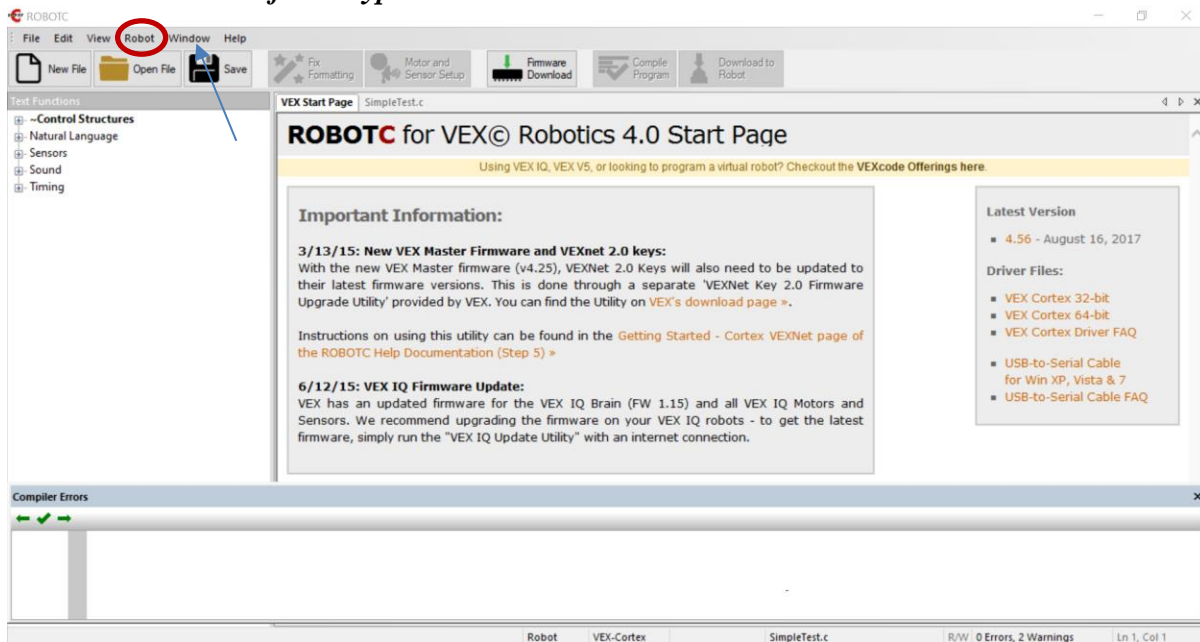 ROBOTC
File Edit View Robot Window Help
New File Open File Save Fix Formatting Motor and Sensor Setup Firmware Download Compile Program Download to Robot
Text Functions
~Control Structures
Natural Language
Sensors
Sound
Timing
VEX Start Page SimpleTest.c
ROBOTC for VEX© Robotics 4.0 Start Page
Using VEX IQ, VEX V5, or looking to program a virtual robot? Checkout the VEXcode Offerings here.
Important Information:
3/13/15: New VEX Master Firmware and VEXnet 2.0 keys:
With the new VEX Master firmware (v4.25), VEXNet 2.0 Keys will also need to be updated to
their latest firmware versions. This is done through a separate 'VEXNet Key 2.0 Firmware
Upgrade Utility' provided by VEX. You can find the Utility on VEX's download page ».
Instructions on using this utility can be found in the Getting Started - Cortex VEXNet page of
the ROBOTC Help Documentation (Step 5) »
6/12/15: VEX IQ Firmware Update:
VEX has an updated firmware for the VEX IQ Brain (FW 1.15) and all VEX IQ Motors and
Sensors. We recommend upgrading the firmware on your VEX IQ robots - to get the latest
firmware, simply run the "VEX IQ Update Utility" with an internet connection.
Latest Version
4.56 - August 16, 2017
Driver Files:
VEX Cortex 32-bit
VEX Cortex 64-bit
VEX Cortex Driver FAQ
USB-to-Serial Cable
for Win XP, Vista & 7
USB-to-Serial Cable FAQ
Compiler Errors
Robot VEX-Cortex SimpleTest.c R/W 0 Errors, 2 Warnings Ln 1, Col 1